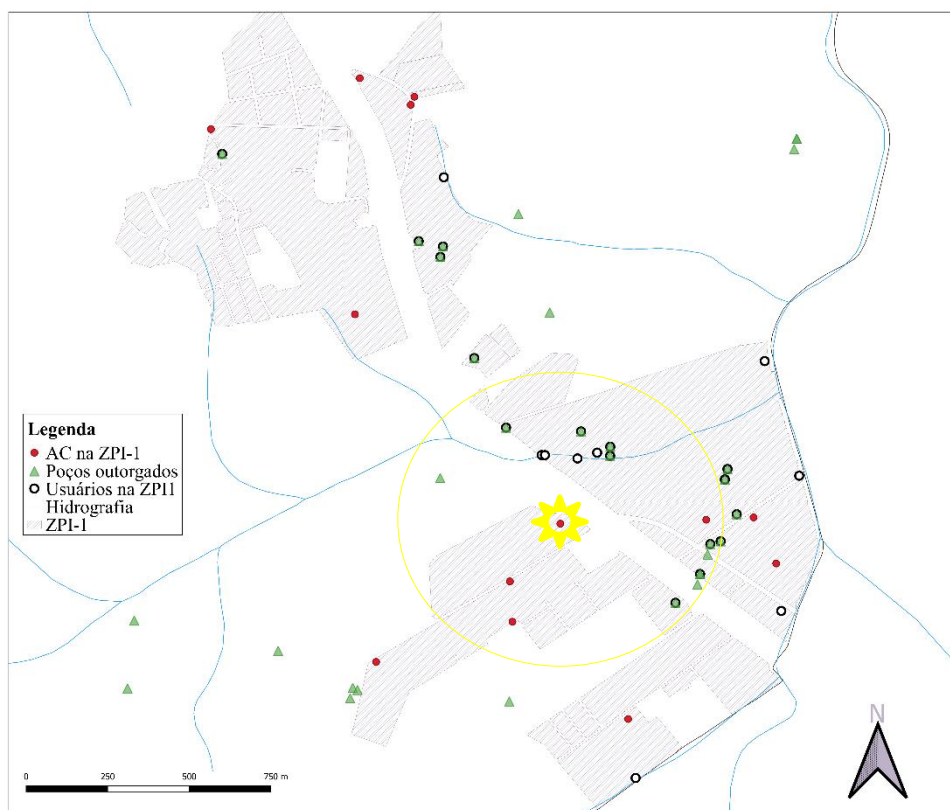 N
Legenda
AC na ZPI-1
Poços outorgados
Usuários na ZPI1
Hidrografia
ZPI-1
0 250 500 750 m